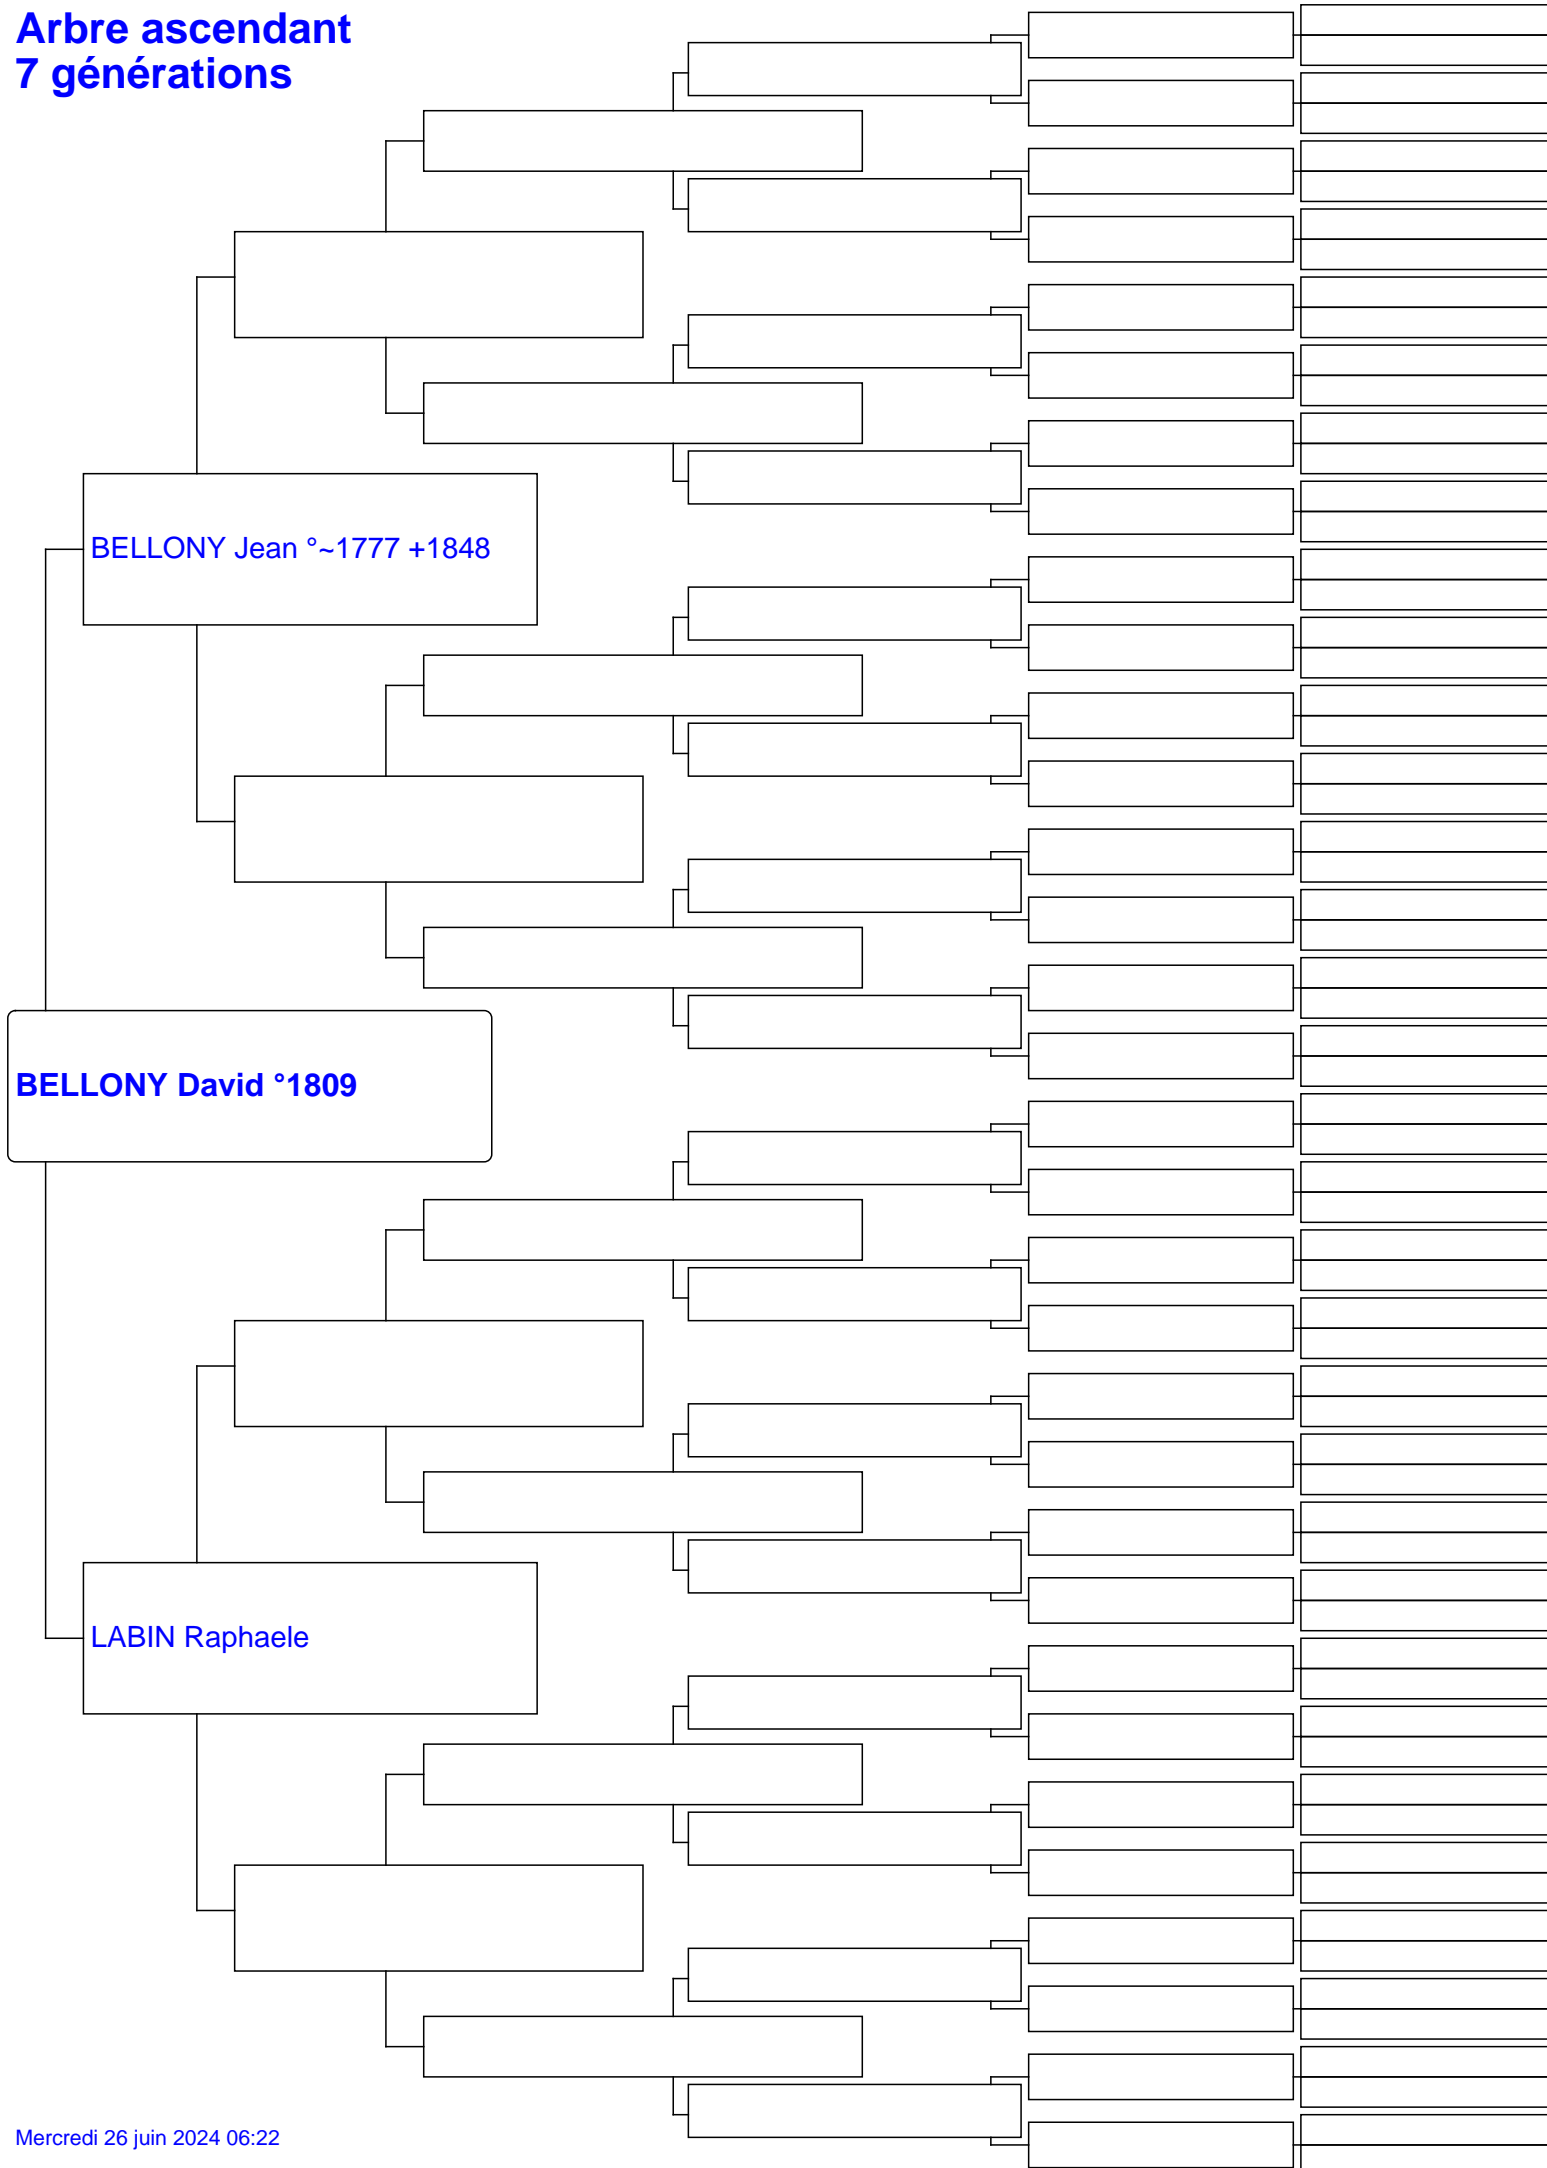 Arbre ascendant
7 générations
BELLONY Jean °~1777 +1848
BELLONY David °1809
LABIN Raphaele
Mercredi 26 juin 2024 06:22